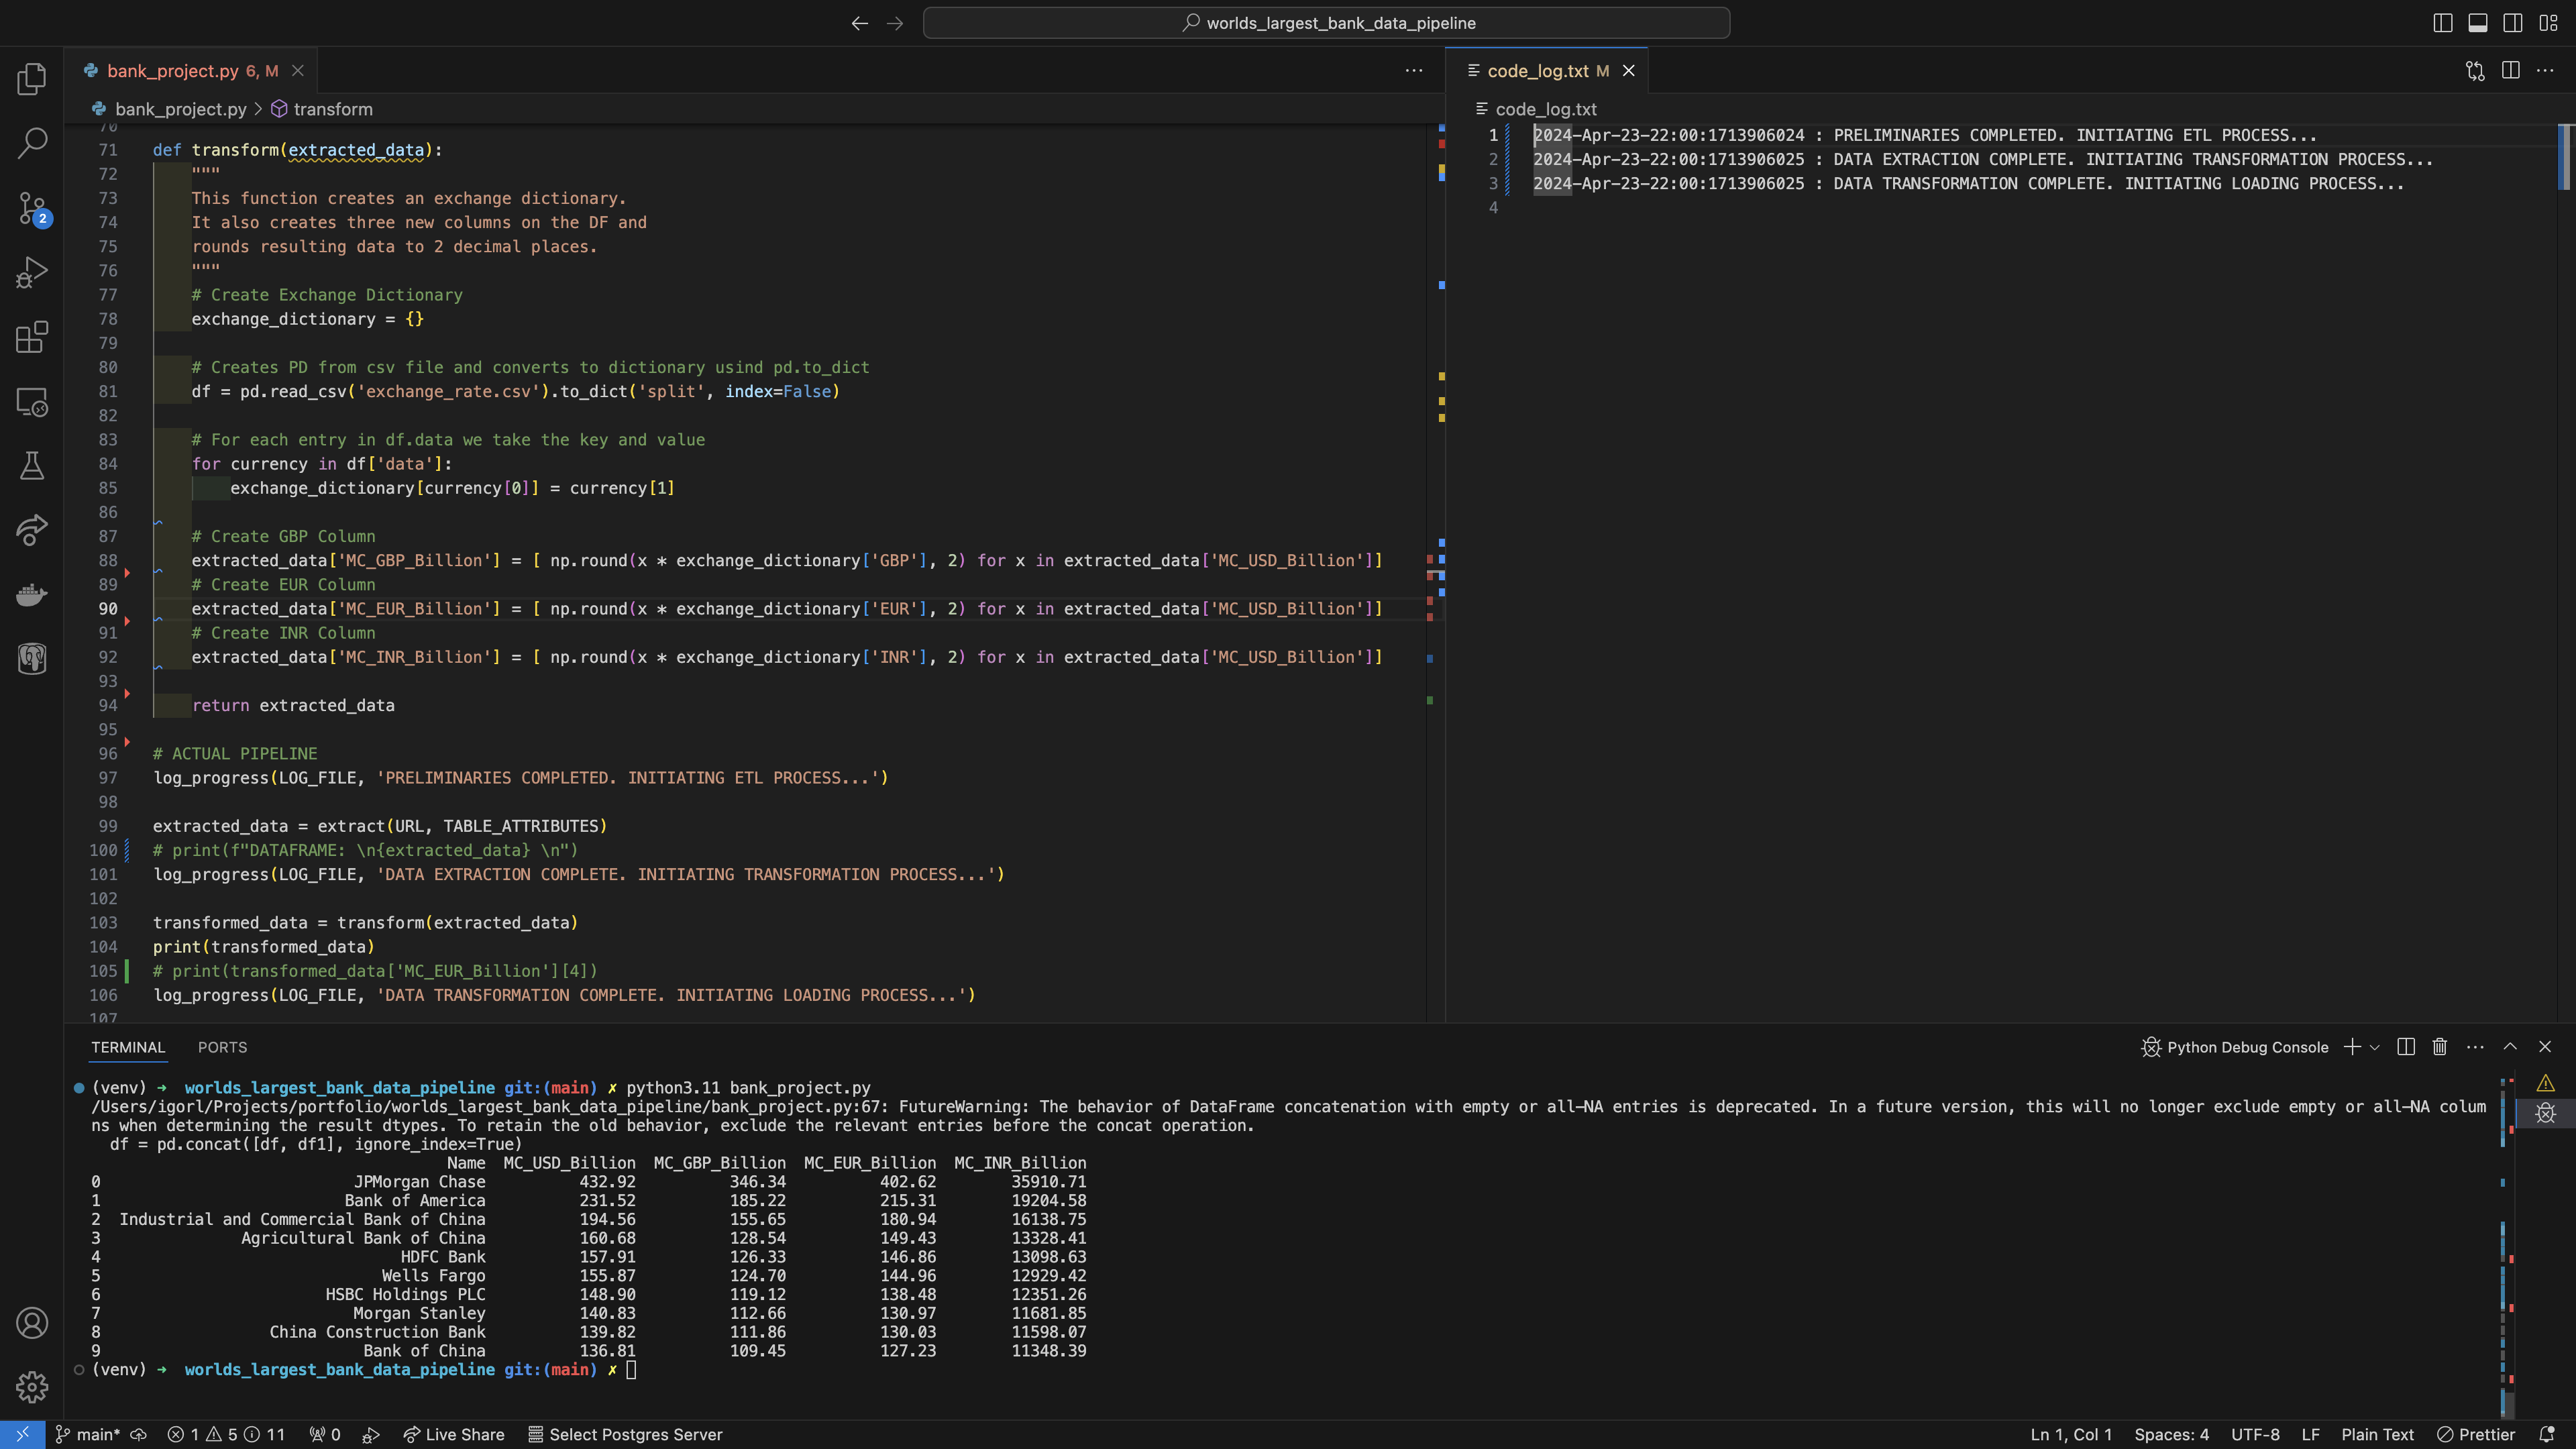 worlds_largest_bank_data_pipeline
bank_project.py 6, M
bank_project.py > transform
70
71 def transform(extracted_data):
72 """
73 This function creates an exchange dictionary.
74 It also creates three new columns on the DF and
75 rounds resulting data to 2 decimal places.
76 """
77 # Create Exchange Dictionary
78 exchange_dictionary = {}
79
80 # Creates PD from csv file and converts to dictionary usind pd.to_dict
81 df = pd.read_csv('exchange_rate.csv').to_dict('split', index=False)
82
83 # For each entry in df.data we take the key and value
84 for currency in df['data']:
85 exchange_dictionary[currency[0]] = currency[1]
86
87 # Create GBP Column
88 extracted_data['MC_GBP_Billion'] = [ np.round(x * exchange_dictionary['GBP'], 2) for x in extracted_data['MC_USD_Billion']]
89 # Create EUR Column
90 extracted_data['MC_EUR_Billion'] = [ np.round(x * exchange_dictionary['EUR'], 2) for x in extracted_data['MC_USD_Billion']]
91 # Create INR Column
92 extracted_data['MC_INR_Billion'] = [ np.round(x * exchange_dictionary['INR'], 2) for x in extracted_data['MC_USD_Billion']]
93
94 return extracted_data
95
96 # ACTUAL PIPELINE
97 log_progress(LOG_FILE, 'PRELIMINARIES COMPLETED. INITIATING ETL PROCESS...')
98
99 extracted_data = extract(URL, TABLE_ATTRIBUTES)
100 # print(f"DATAFRAME: \n{extracted_data} \n")
101 log_progress(LOG_FILE, 'DATA EXTRACTION COMPLETE. INITIATING TRANSFORMATION PROCESS...')
102
103 transformed_data = transform(extracted_data)
104 print(transformed_data)
105 # print(transformed_data['MC_EUR_Billion'][4])
106 log_progress(LOG_FILE, 'DATA TRANSFORMATION COMPLETE. INITIATING LOADING PROCESS...')
107
code_log.txt M
code_log.txt
1 2024-Apr-23-22:00:1713906024 : PRELIMINARIES COMPLETED. INITIATING ETL PROCESS...
2 2024-Apr-23-22:00:1713906025 : DATA EXTRACTION COMPLETE. INITIATING TRANSFORMATION PROCESS...
3 2024-Apr-23-22:00:1713906025 : DATA TRANSFORMATION COMPLETE. INITIATING LOADING PROCESS...
4
2
TERMINAL PORTS Python Debug Console
(venv) ➜ worlds_largest_bank_data_pipeline git:(main) ✗ python3.11 bank_project.py
/Users/igorl/Projects/portfolio/worlds_largest_bank_data_pipeline/bank_project.py:67: FutureWarning: The behavior of DataFrame concatenation with empty or all-NA entries is deprecated. In a future version, this will no longer exclude empty or all-NA colum
ns when determining the result dtypes. To retain the old behavior, exclude the relevant entries before the concat operation.
df = pd.concat([df, df1], ignore_index=True)
Name MC_USD_Billion MC_GBP_Billion MC_EUR_Billion MC_INR_Billion
0 JPMorgan Chase 432.92 346.34 402.62 35910.71
1 Bank of America 231.52 185.22 215.31 19204.58
2 Industrial and Commercial Bank of China 194.56 155.65 180.94 16138.75
3 Agricultural Bank of China 160.68 128.54 149.43 13328.41
4 HDFC Bank 157.91 126.33 146.86 13098.63
5 Wells Fargo 155.87 124.70 144.96 12929.42
6 HSBC Holdings PLC 148.90 119.12 138.48 12351.26
7 Morgan Stanley 140.83 112.66 130.97 11681.85
8 China Construction Bank 139.82 111.86 130.03 11598.07
9 Bank of China 136.81 109.45 127.23 11348.39
(venv) ➜ worlds_largest_bank_data_pipeline git:(main) ✗
main* 1 5 11 0 Live Share Select Postgres Server Ln 1, Col 1 Spaces: 4 UTF-8 LF Plain Text Prettier